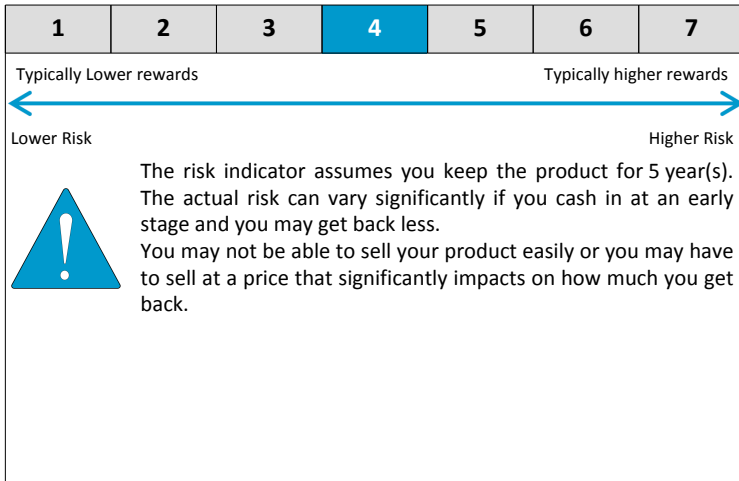 1 2 3 4 5 6 7
Typically Lower rewards Typically higher rewards
Lower Risk Higher Risk
The risk indicator assumes you keep the product for 5 year(s).
The actual risk can vary significantly if you cash in at an early
stage and you may get back less.
You may not be able to sell your product easily or you may have
to sell at a price that significantly impacts on how much you get
back.